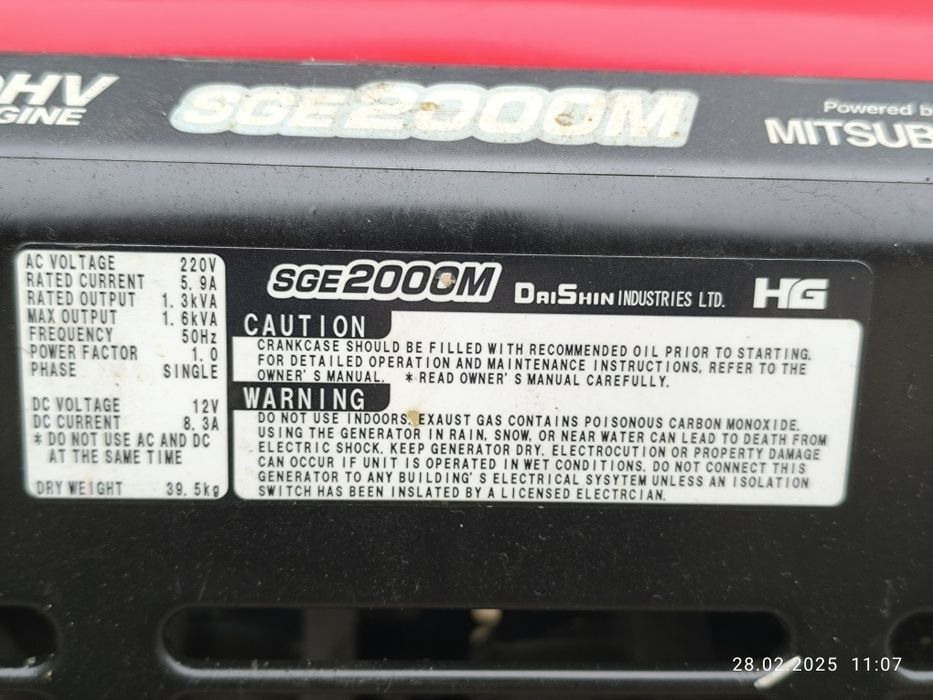 OHV
SGE2000M
Powered b
GINE
MITSUB
AC VOLTAGE 220V
RATED CURRENT 5.9A
RATED OUTPUT 1.3kVA
MAX OUTPUT 1.6kVA
FREQUENCY 50Hz
POWER FACTOR 1.0
PHASE SINGLE
DC VOLTAGE 12V
DC CURRENT 8.3A
* DO NOT USE AC AND DC
AT THE SAME TIME
DRY WEIGHT 39.5kg
SGE2000M DAISHIN INDUSTRIES LTD. HG
CAUTION
CRANKCASE SHOULD BE FILLED WITH RECOMMENDED OIL PRIOR TO STARTING.
FOR DETAILED OPERATION AND MAINTENANCE INSTRUCTIONS, REFER TO THE
OWNER'S MANUAL. * READ OWNER'S MANUAL CAREFULLY.
WARNING
DO NOT USE INDOORS. EXAUST GAS CONTAINS POISONOUS CARBON MONOXIDE.
USING THE GENERATOR IN RAIN, SNOW, OR NEAR WATER CAN LEAD TO DEATH FROM
ELECTRIC SHOCK. KEEP GENERATOR DRY. ELECTROCUTION OR PROPERTY DAMAGE
CAN OCCUR IF UNIT IS OPERATED IN WET CONDITIONS. DO NOT CONNECT THIS
GENERATOR TO ANY BUILDING'S ELECTRICAL SYSYTEM UNLESS AN ISOLATION
SWITCH HAS BEEN INSLATED BY A LICENSED ELECTRCIAN.
28.02.2025 11:07